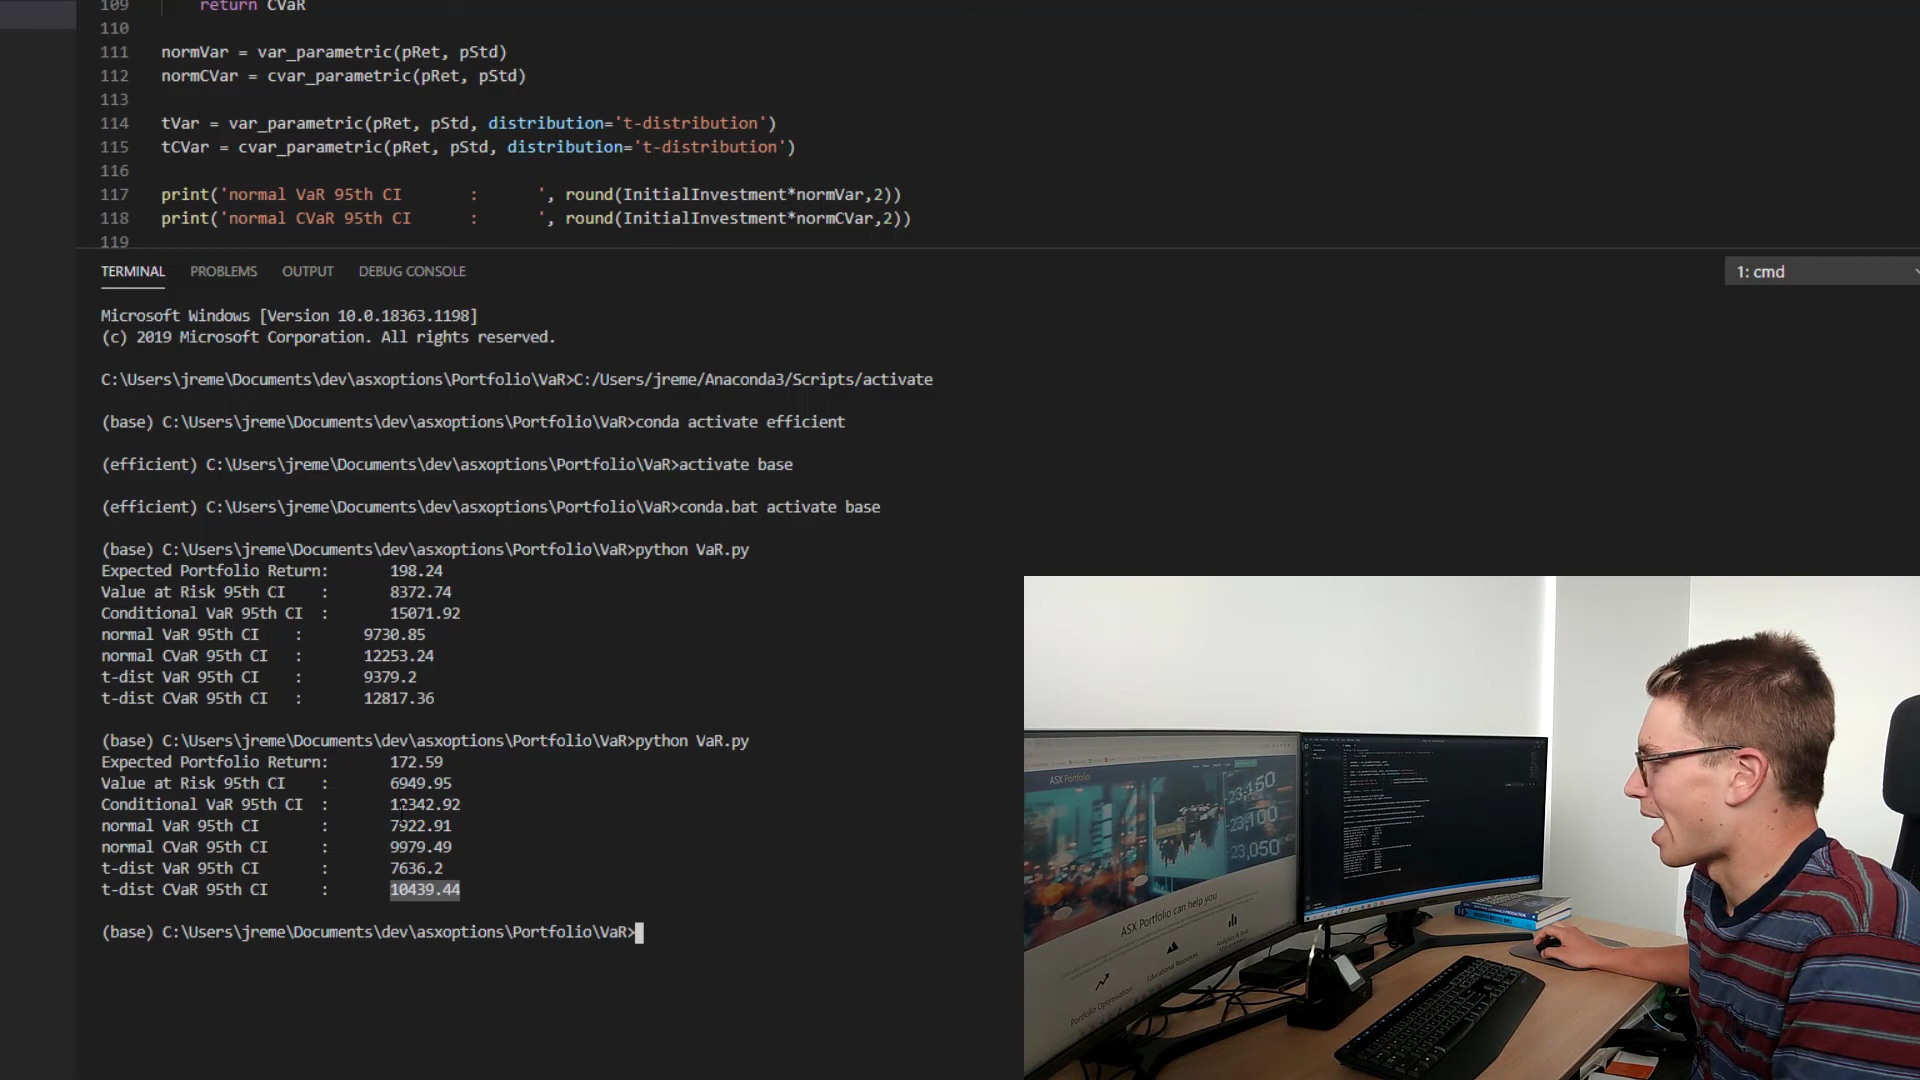 109 return CVaR
110
111 normVar = var_parametric(pRet, pStd)
112 normCVar = cvar_parametric(pRet, pStd)
113
114 tVar = var_parametric(pRet, pStd, distribution='t-distribution')
115 tCVar = cvar_parametric(pRet, pStd, distribution='t-distribution')
116
117 print('normal VaR 95th CI       :      ', round(InitialInvestment*normVar,2))
118 print('normal CVaR 95th CI      :      ', round(InitialInvestment*normCVar,2))
119
TERMINAL PROBLEMS OUTPUT DEBUG CONSOLE
1: cmd
Microsoft Windows [Version 10.0.18363.1198]
(c) 2019 Microsoft Corporation. All rights reserved.
C:\Users\jreme\Documents\dev\asxoptions\Portfolio\VaR>C:/Users/jreme/Anaconda3/Scripts/activate
(base) C:\Users\jreme\Documents\dev\asxoptions\Portfolio\VaR>conda activate efficient
(efficient) C:\Users\jreme\Documents\dev\asxoptions\Portfolio\VaR>activate base
(efficient) C:\Users\jreme\Documents\dev\asxoptions\Portfolio\VaR>conda.bat activate base
(base) C:\Users\jreme\Documents\dev\asxoptions\Portfolio\VaR>python VaR.py
Expected Portfolio Return:       198.24
Value at Risk 95th CI    :       8372.74
Conditional VaR 95th CI  :       15071.92
normal VaR 95th CI    :       9730.85
normal CVaR 95th CI   :       12253.24
t-dist VaR 95th CI    :       9379.2
t-dist CVaR 95th CI   :       12817.36
(base) C:\Users\jreme\Documents\dev\asxoptions\Portfolio\VaR>python VaR.py
Expected Portfolio Return:       172.59
Value at Risk 95th CI    :       6949.95
Conditional VaR 95th CI  :       12342.92
normal VaR 95th CI       :       7922.91
normal CVaR 95th CI      :       9979.49
t-dist VaR 95th CI       :       7636.2
t-dist CVaR 95th CI      :       10439.44
(base) C:\Users\jreme\Documents\dev\asxoptions\Portfolio\VaR>
ASX Portfolio
23,150
23,100
23,050
ASX Portfolio can help you
Analytics & Risk
Educational Resources
Portfolio Optimisation